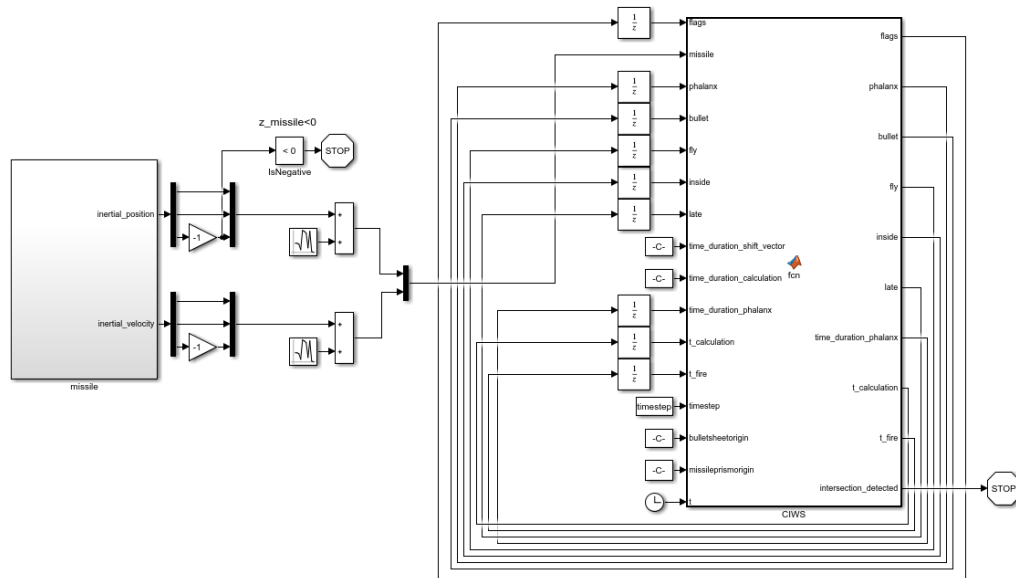 1/z
flags
flags
missile
1/z
phalanx
phalanx
z_missile<0
1/z
bullet
bullet
< 0
STOP
IsNegative
1/z
fly
fly
1/z
inside
inside
inertial_position
-1
1/z
late
late
-C-
time_duration_shift_vector
fcn
-C-
time_duration_calculation
1/z
time_duration_phalanx
time_duration_phalanx
inertial_velocity
-1
1/z
t_calculation
t_calculation
1/z
t_fire
t_fire
missile
timestep
timestep
-C-
bulletsheetorigin
-C-
missileprismorigin
intersection_detected
STOP
t
CIWS